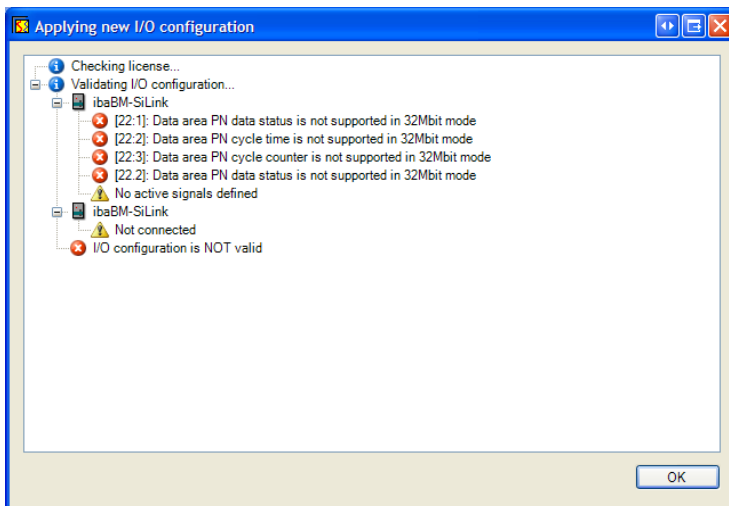 Applying new I/O configuration
Checking license...
Validating I/O configuration...
ibaBM-SiLink
[22:1]: Data area PN data status is not supported in 32Mbit mode
[22:2]: Data area PN cycle time is not supported in 32Mbit mode
[22:3]: Data area PN cycle counter is not supported in 32Mbit mode
[22.2]: Data area PN data status is not supported in 32Mbit mode
No active signals defined
ibaBM-SiLink
Not connected
I/O configuration is NOT valid
OK